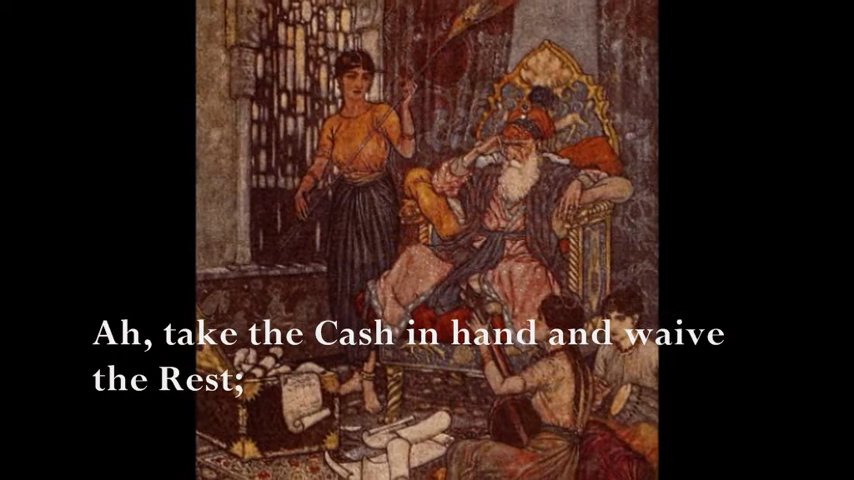 Ah, take the Cash in hand and waive
the Rest;